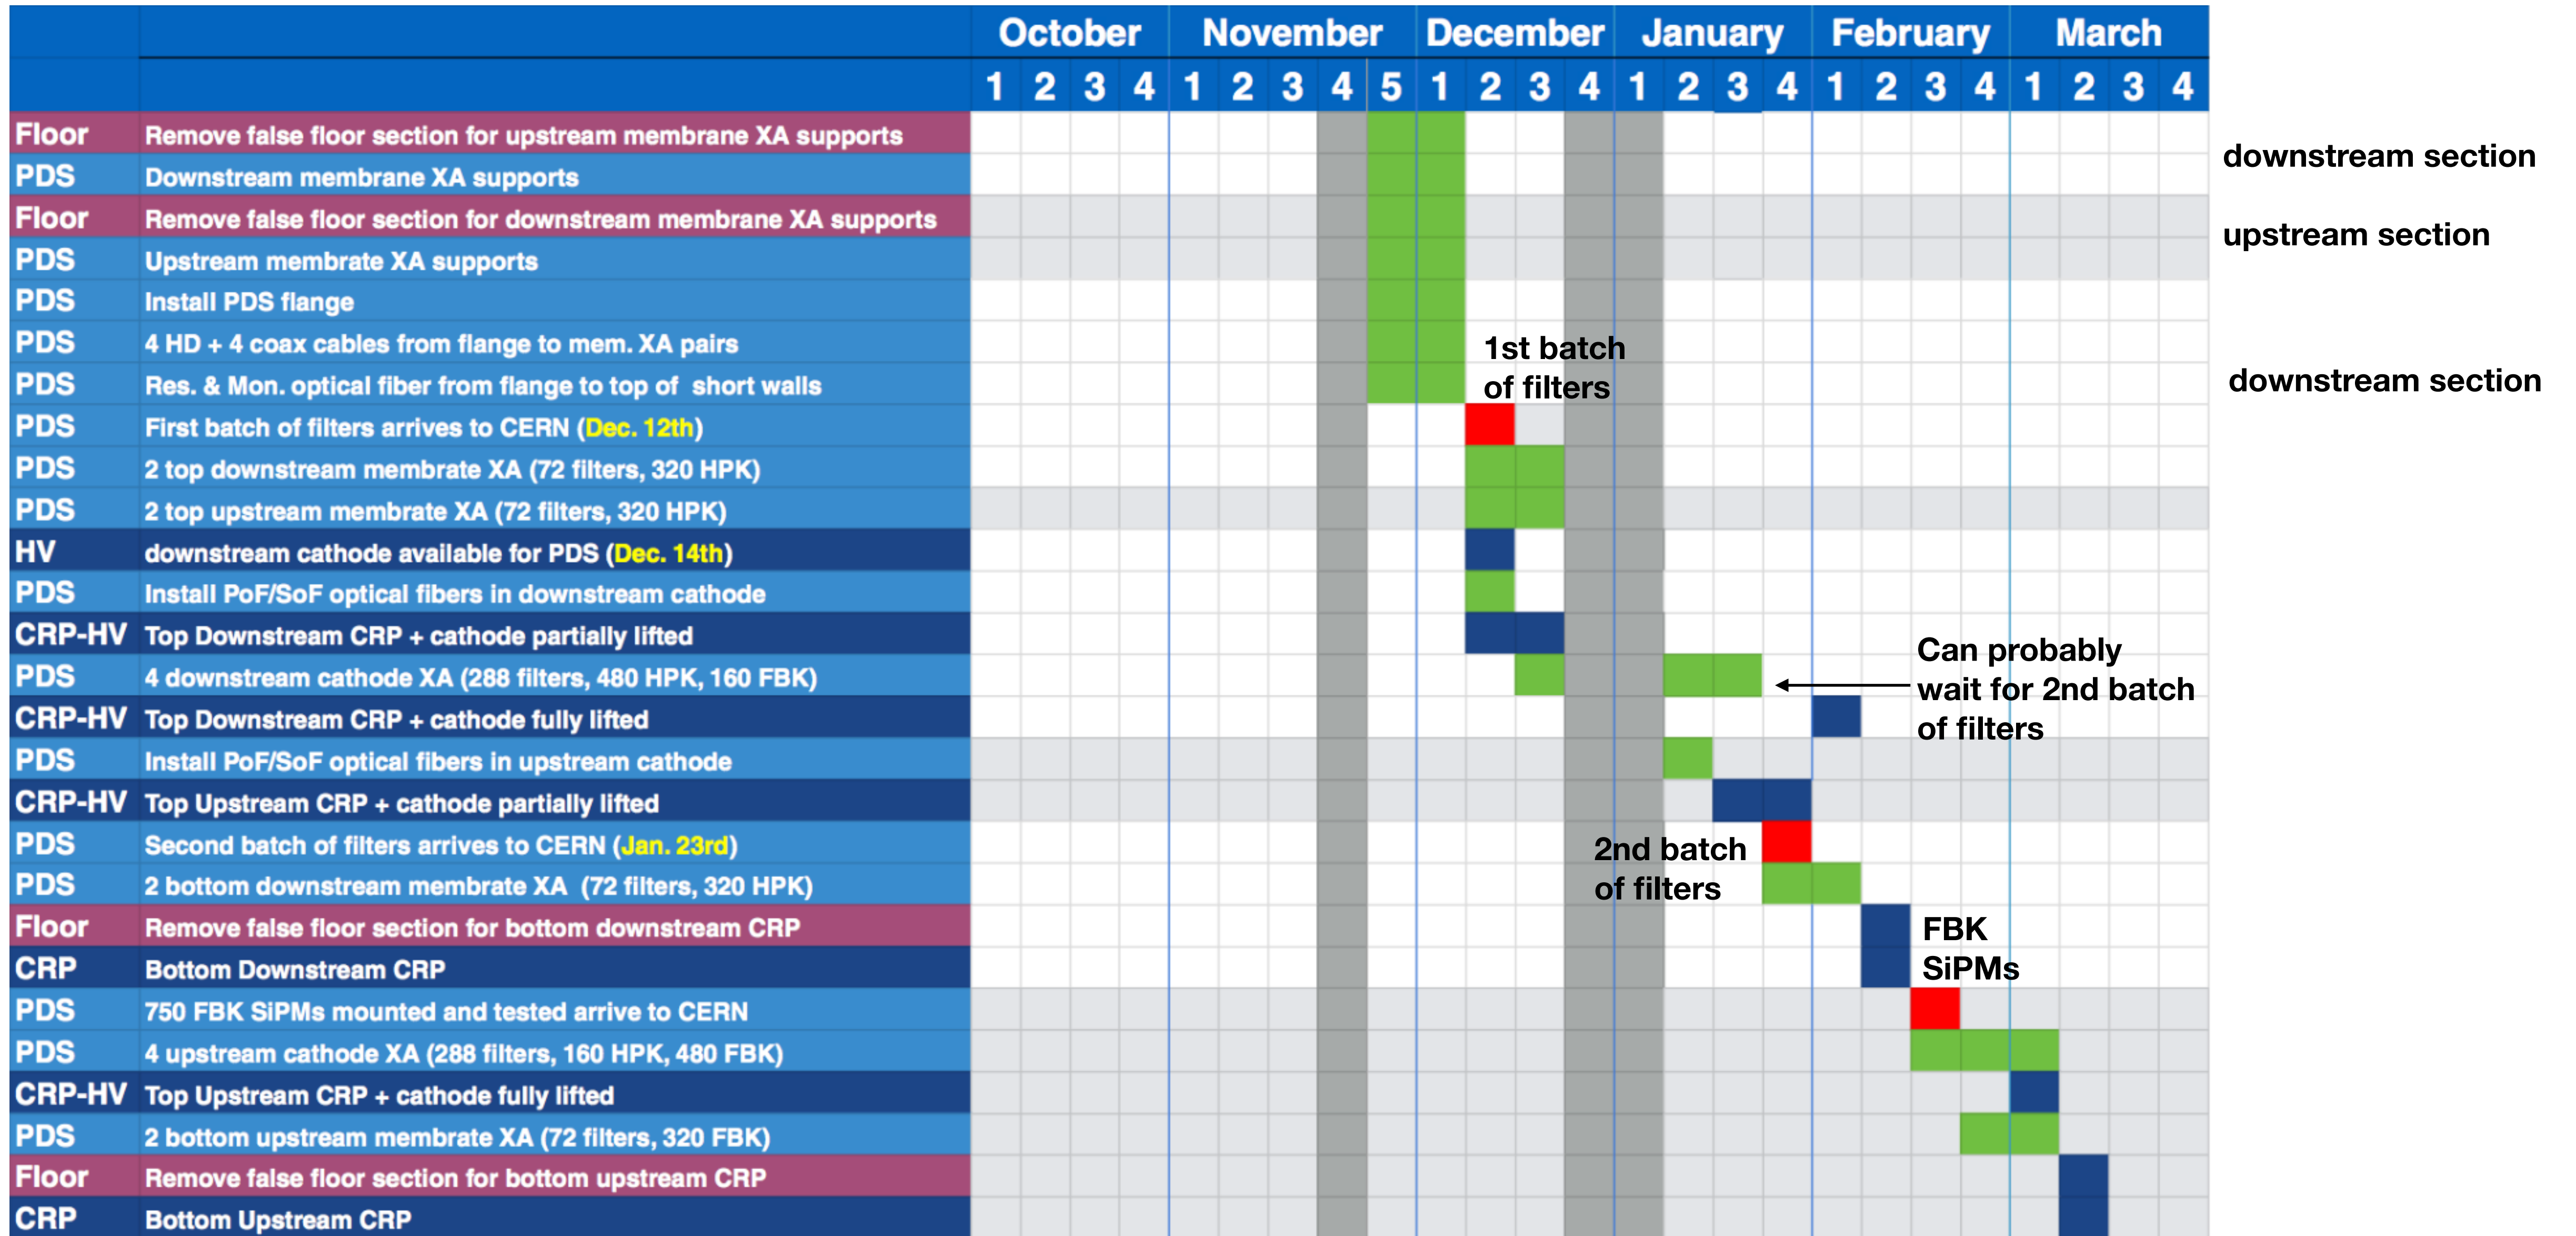 October November December January February March
1 2 3 4 1 2 3 4 5 1 2 3 4 1 2 3 4 1 2 3 4 1 2 3 4
Floor Remove false floor section for upstream membrane XA supports
downstream section
PDS Downstream membrane XA supports
Floor Remove false floor section for downstream membrane XA supports
upstream section
PDS Upstream membrate XA supports
PDS Install PDS flange
PDS 4 HD + 4 coax cables from flange to mem. XA pairs
1st batch
of filters
PDS Res. & Mon. optical fiber from flange to top of short walls
downstream section
PDS First batch of filters arrives to CERN (Dec. 12th)
PDS 2 top downstream membrate XA (72 filters, 320 HPK)
PDS 2 top upstream membrate XA (72 filters, 320 HPK)
HV downstream cathode available for PDS (Dec. 14th)
PDS Install PoF/SoF optical fibers in downstream cathode
CRP-HV Top Downstream CRP + cathode partially lifted
PDS 4 downstream cathode XA (288 filters, 480 HPK, 160 FBK)
Can probably
wait for 2nd batch
of filters
CRP-HV Top Downstream CRP + cathode fully lifted
PDS Install PoF/SoF optical fibers in upstream cathode
CRP-HV Top Upstream CRP + cathode partially lifted
PDS Second batch of filters arrives to CERN (Jan. 23rd)
2nd batch
of filters
PDS 2 bottom downstream membrate XA (72 filters, 320 HPK)
Floor Remove false floor section for bottom downstream CRP
FBK
SiPMs
CRP Bottom Downstream CRP
PDS 750 FBK SiPMs mounted and tested arrive to CERN
PDS 4 upstream cathode XA (288 filters, 160 HPK, 480 FBK)
CRP-HV Top Upstream CRP + cathode fully lifted
PDS 2 bottom upstream membrate XA (72 filters, 320 FBK)
Floor Remove false floor section for bottom upstream CRP
CRP Bottom Upstream CRP